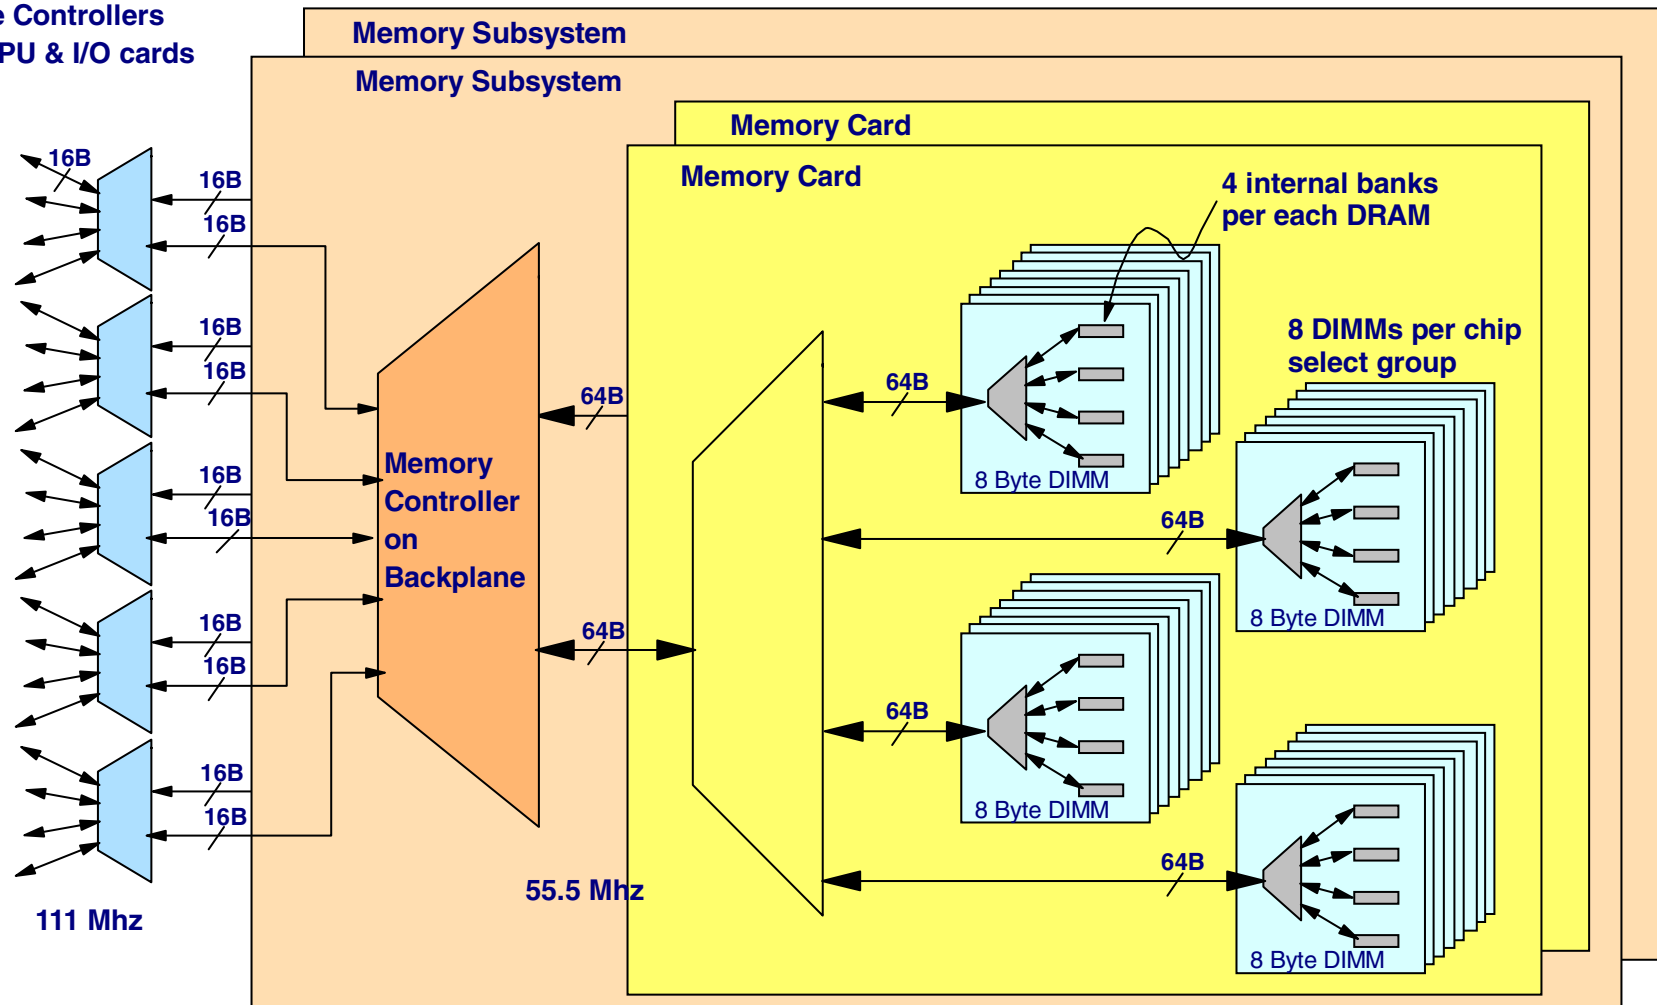 e Controllers
PU & I/O cards
Memory Subsystem
Memory Subsystem
Memory Card
Memory Card
4 internal banks
per each DRAM
8 DIMMs per chip
select group
16B
16B
16B
16B
16B
16B
16B
16B
16B
16B
16B
Memory
Controller
on
Backplane
64B
64B
64B
64B
64B
64B
8 Byte DIMM
8 Byte DIMM
8 Byte DIMM
8 Byte DIMM
55.5 Mhz
111 Mhz